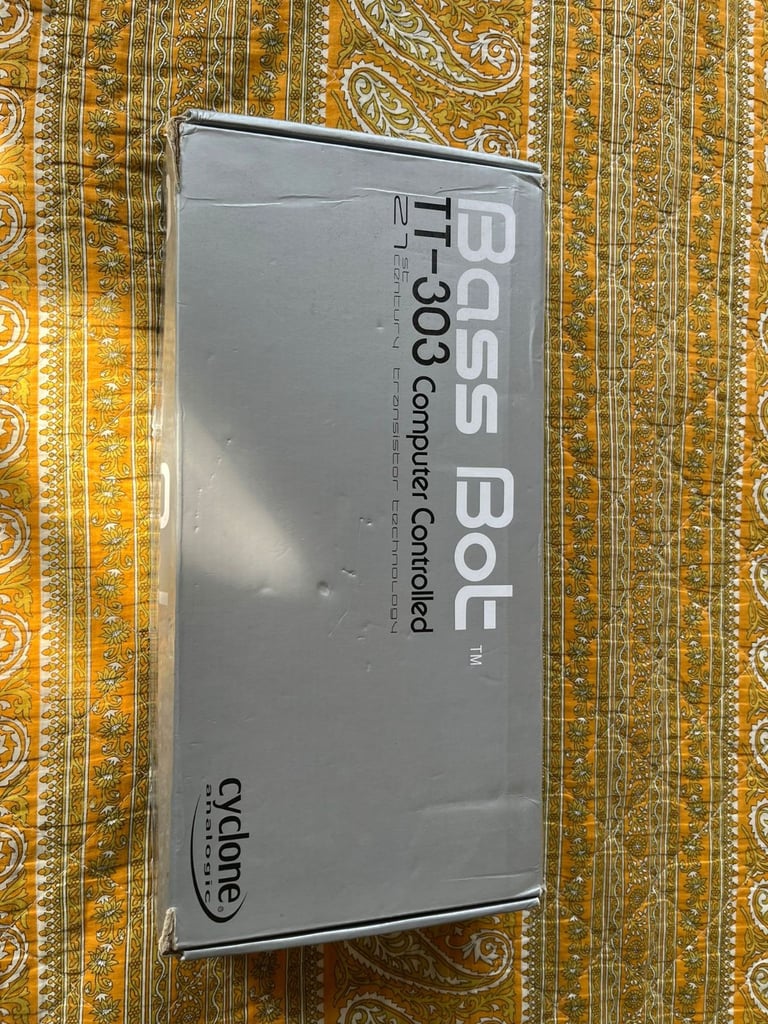 Bass Bot™
TT-303 Computer Controlled
21st century transistor technology
cyclone®
analogic